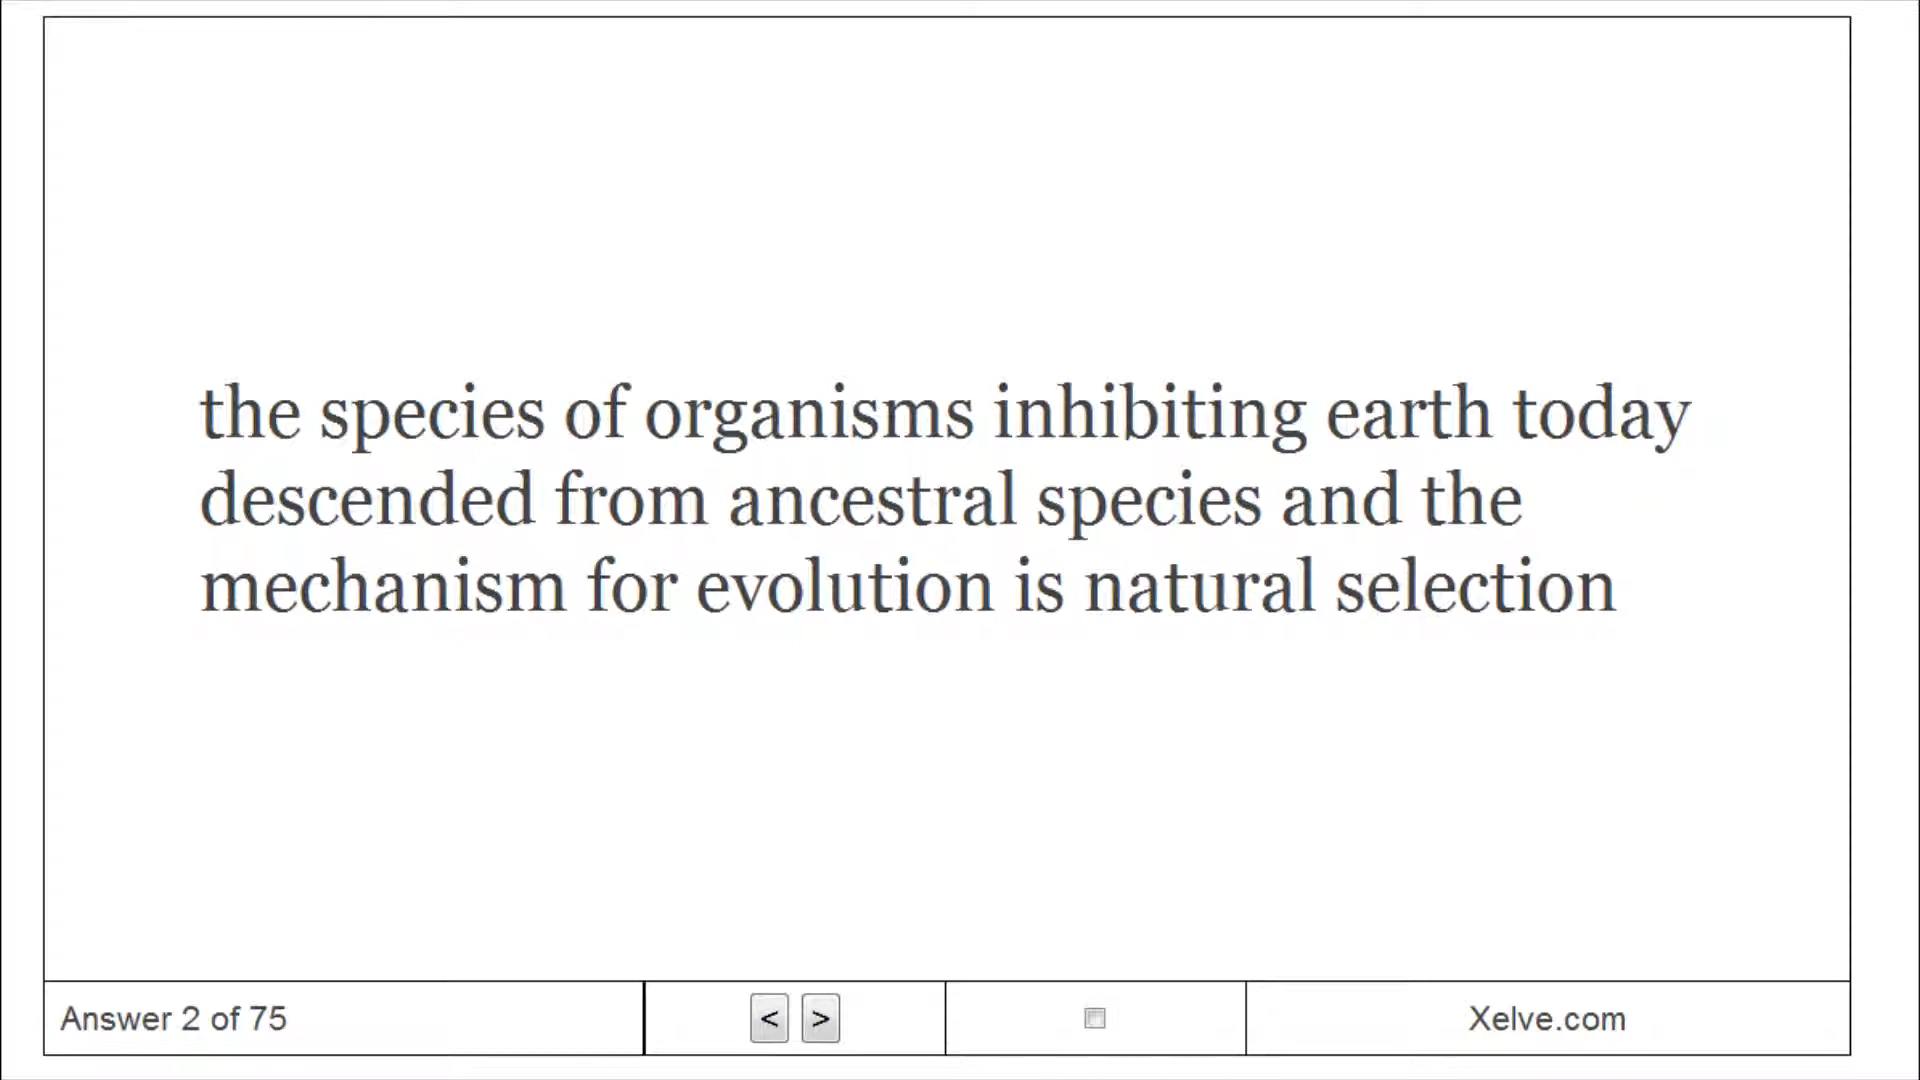 the species of organisms inhibiting earth today
descended from ancestral species and the
mechanism for evolution is natural selection
Answer 2 of 75
< >
Xelve.com